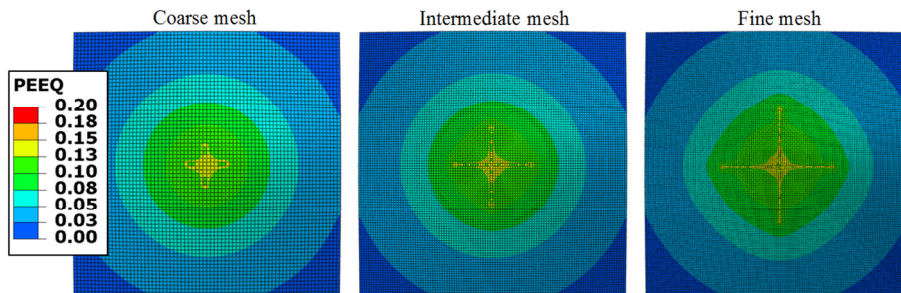 Coarse mesh
Intermediate mesh
Fine mesh
PEEQ
0.20
0.18
0.15
0.13
0.10
0.08
0.05
0.03
0.00